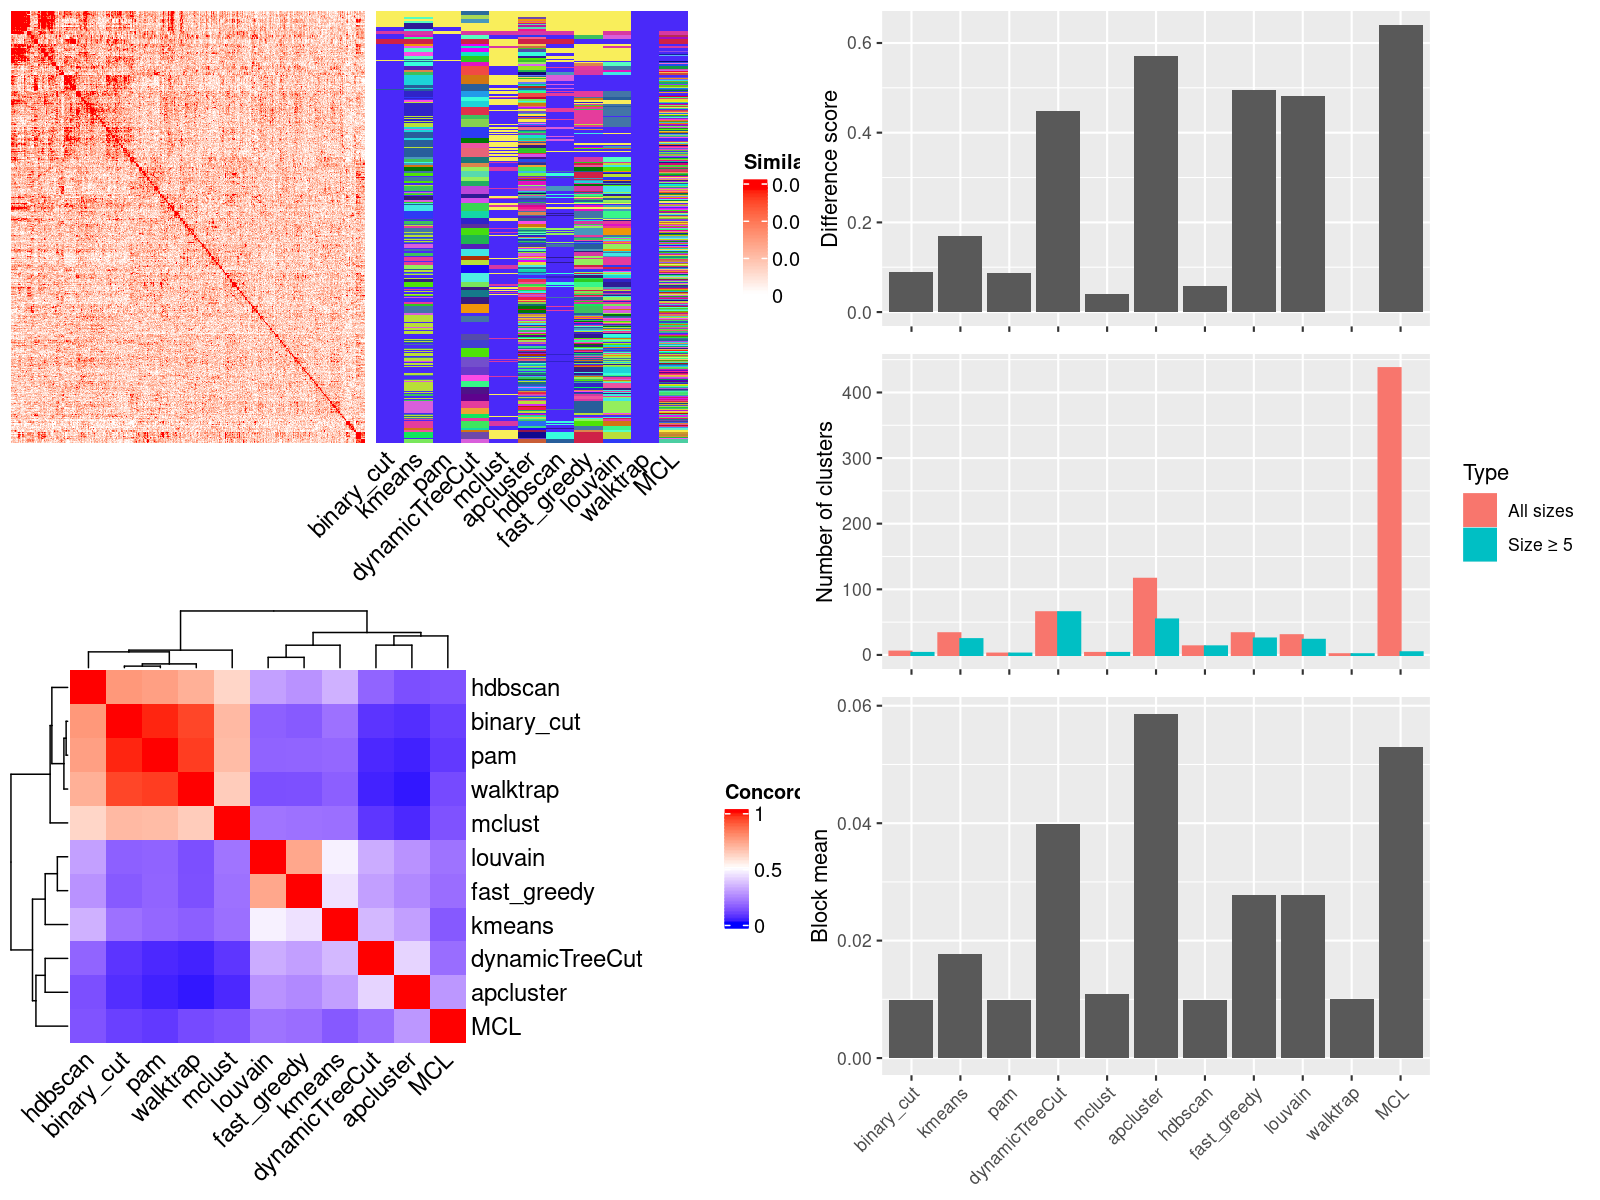 Simila
0.0
0.0
0.0
0
binary_cut
kmeans
pam
dynamicTreeCut
mclust
apcluster
hdbscan
fast_greedy
louvain
walktrap
MCL
hdbscan
binary_cut
pam
walktrap
mclust
louvain
fast_greedy
kmeans
dynamicTreeCut
apcluster
MCL
hdbscan
binary_cut
pam
walktrap
mclust
louvain
fast_greedy
kmeans
dynamicTreeCut
apcluster
MCL
Concord
1
0.5
0
Difference score
0.6
0.4
0.2
0.0
Number of clusters
400
300
200
100
0
Type
All sizes
Size ≥ 5
Block mean
0.06
0.04
0.02
0.00
binary_cut
kmeans
pam
dynamicTreeCut
mclust
apcluster
hdbscan
fast_greedy
louvain
walktrap
MCL